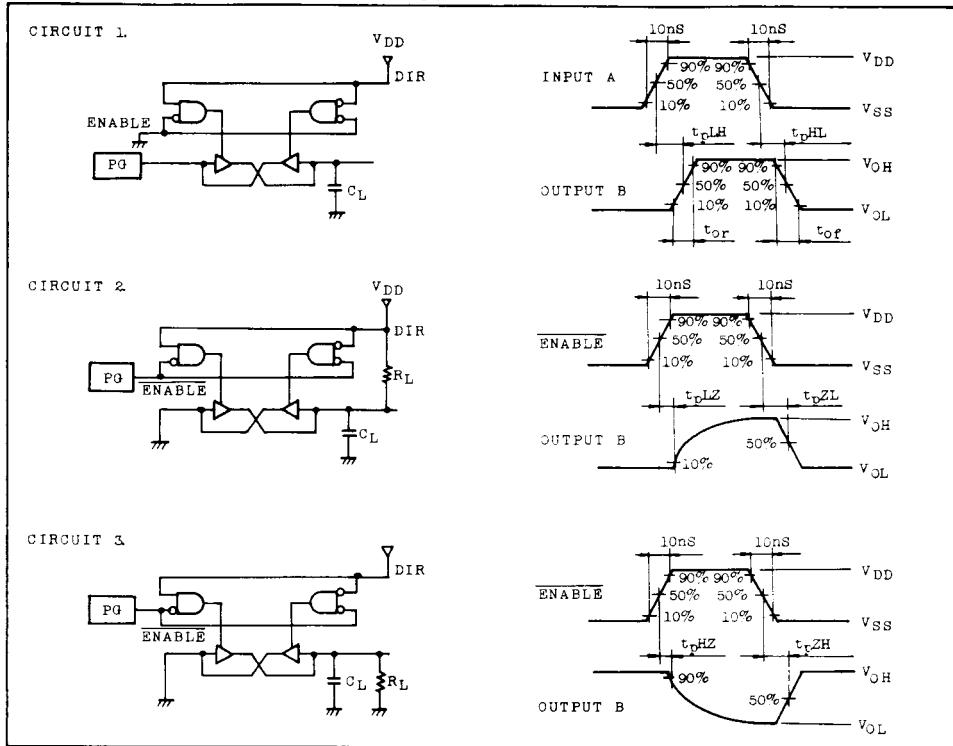 CIRCUIT 1.
VDD
DIR
ENABLE
PG
CL
10nS 10nS
INPUT A
90% 90%
50% 50%
10% 10%
VDD
VSS
tpLH tpHL
OUTPUT B
90% 90%
50% 50%
10% 10%
VOH
VOL
tor tof
CIRCUIT 2.
VDD
DIR
PG
ENABLE
RL
CL
10nS 10nS
ENABLE
90% 90%
50% 50%
10% 10%
VDD
VSS
tpLZ tpZL
OUTPUT B
10%
50%
VOH
VOL
CIRCUIT 3.
DIR
PG
ENABLE
CL
RL
10nS 10nS
ENABLE
90% 90%
50% 50%
10% 10%
VDD
VSS
tpHZ tpZH
OUTPUT B
90%
50%
VOH
VOL